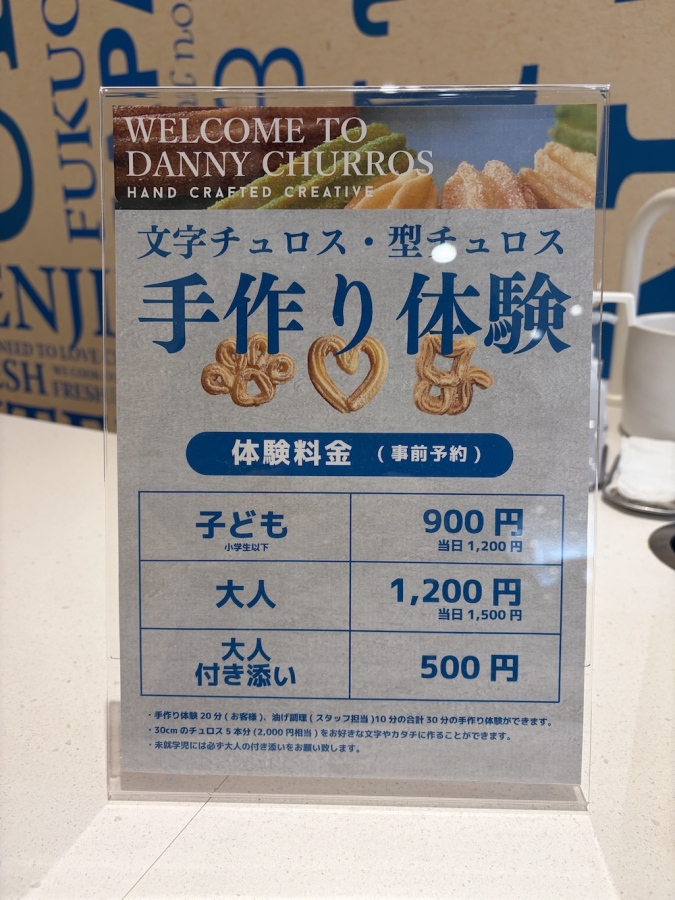 FUKUO
ENJI
NEED TO LOVE
ESH
FRESH
WELCOME TO
DANNY CHURROS
HAND CRAFTED CREATIVE
文字チュロス・型チュロス
手作り体験
体験料金 (事前予約)
子ども 900円
小学生以下 当日1,200円
大人 1,200円
当日1,500円
大人
付き添い 500円
・手作り体験20分(お客様)、油げ調理(スタッフ担当)10分の合計30分の手作り体験ができます。
・30cmのチュロス5本分(2,000円相当)をお好きな文字やカタチに作ることができます。
・未就学児には必ず大人の付き添いをお願い致します。